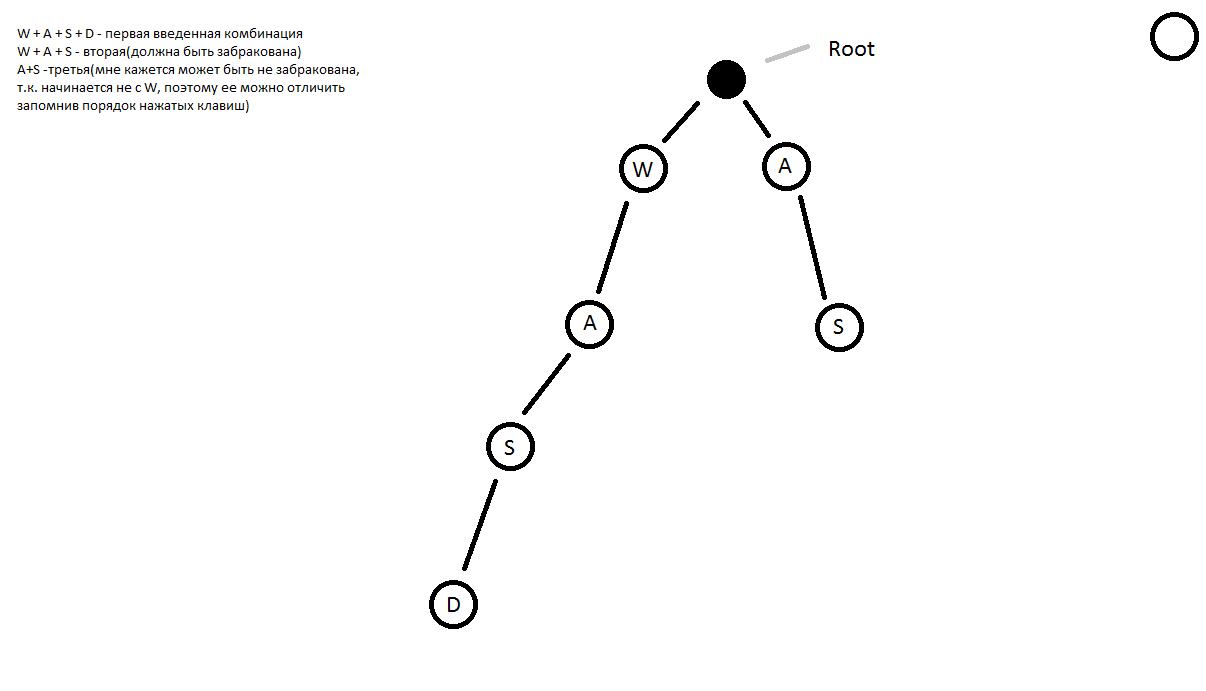 W + A + S + D - первая введенная комбинация
W + A + S - вторая(должна быть забракована)
A+S -третья(мне кажется может быть не забракована,
т.к. начинается не с W, поэтому ее можно отличить
запомнив порядок нажатых клавиш)
Root
W
A
A
S
S
D